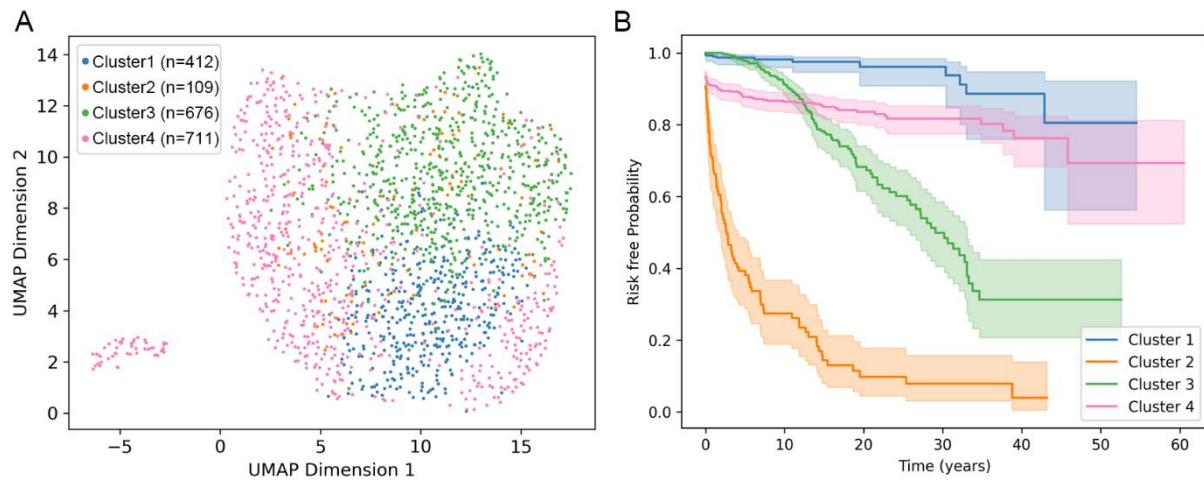 A
Cluster1 (n=412)
Cluster2 (n=109)
Cluster3 (n=676)
Cluster4 (n=711)
14
12
10
8
6
4
2
0
UMAP Dimension 2
−5
0
5
10
15
UMAP Dimension 1
B
1.0
0.8
0.6
0.4
0.2
0.0
Risk free Probability
Cluster 1
Cluster 2
Cluster 3
Cluster 4
0
10
20
30
40
50
60
Time (years)